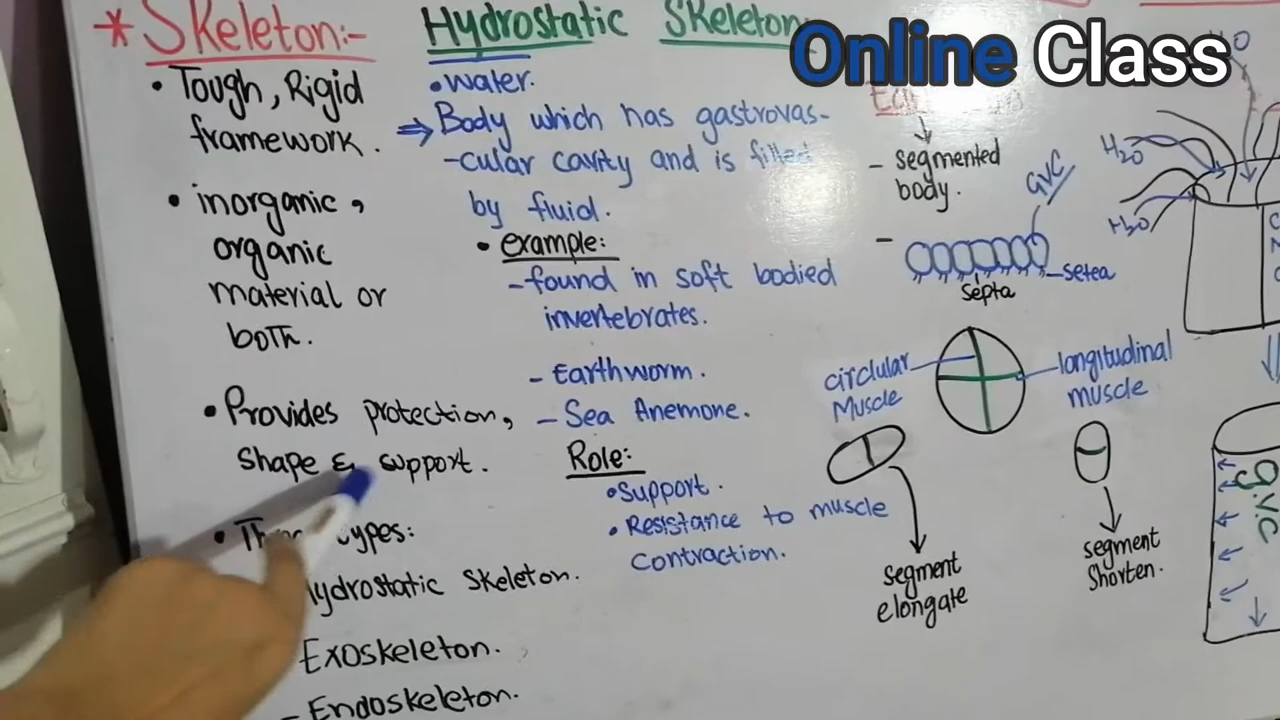 * Skeleton:-
• Tough, Rigid
framework.
• inorganic,
organic
material or
both.
• Provides protection,
Shape & support.
• types:
Hydrostatic Skeleton.
Exoskeleton.
- Endoskeleton.
Hydrostatic Skeleton:
• water.
⇒ Body which has gastrovas-
-cular cavity and is filled
by fluid.
• example:
- found in soft bodied
invertebrates.
- Earthworm.
- Sea Anemone.
Role:
• Support.
• Resistance to muscle
contraction.
Online Class
- segmented
body.
GVC
- setea
septa
circlular
Muscle
longitudinal
muscle
segment
elongate
segment
Shorten.
H2O
H2O
g.v.c